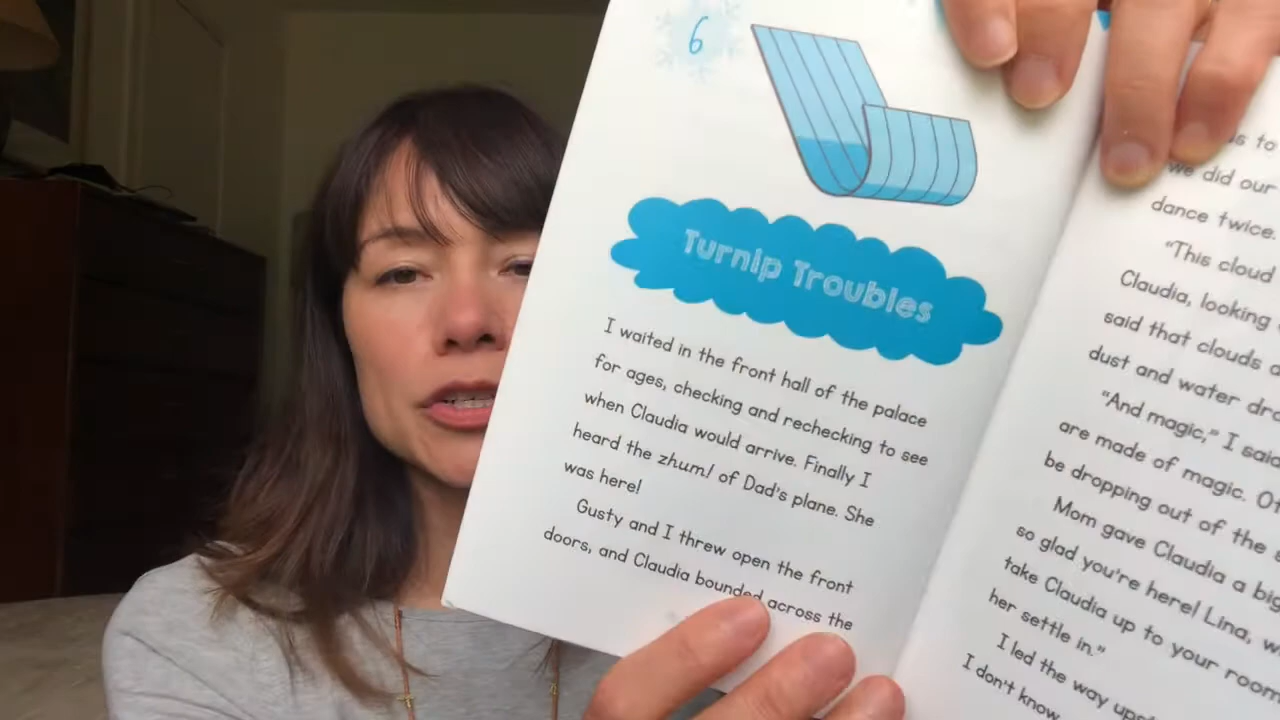 6
Turnip Troubles
I waited in the front hall of the palace
for ages, checking and rechecking to see
when Claudia would arrive. Finally I
heard the zhum! of Dad's plane. She
was here!
Gusty and I threw open the front
doors, and Claudia bounded across the
to
we did our
dance twice.
"This cloud
Claudia, looking
said that clouds
dust and water
"And magic," I said
are made of magic.
be dropping out of the
Mom gave Claudia a big
so glad you're here! Lina,
take Claudia up to your room
her settle in."
I led the way
I don't know